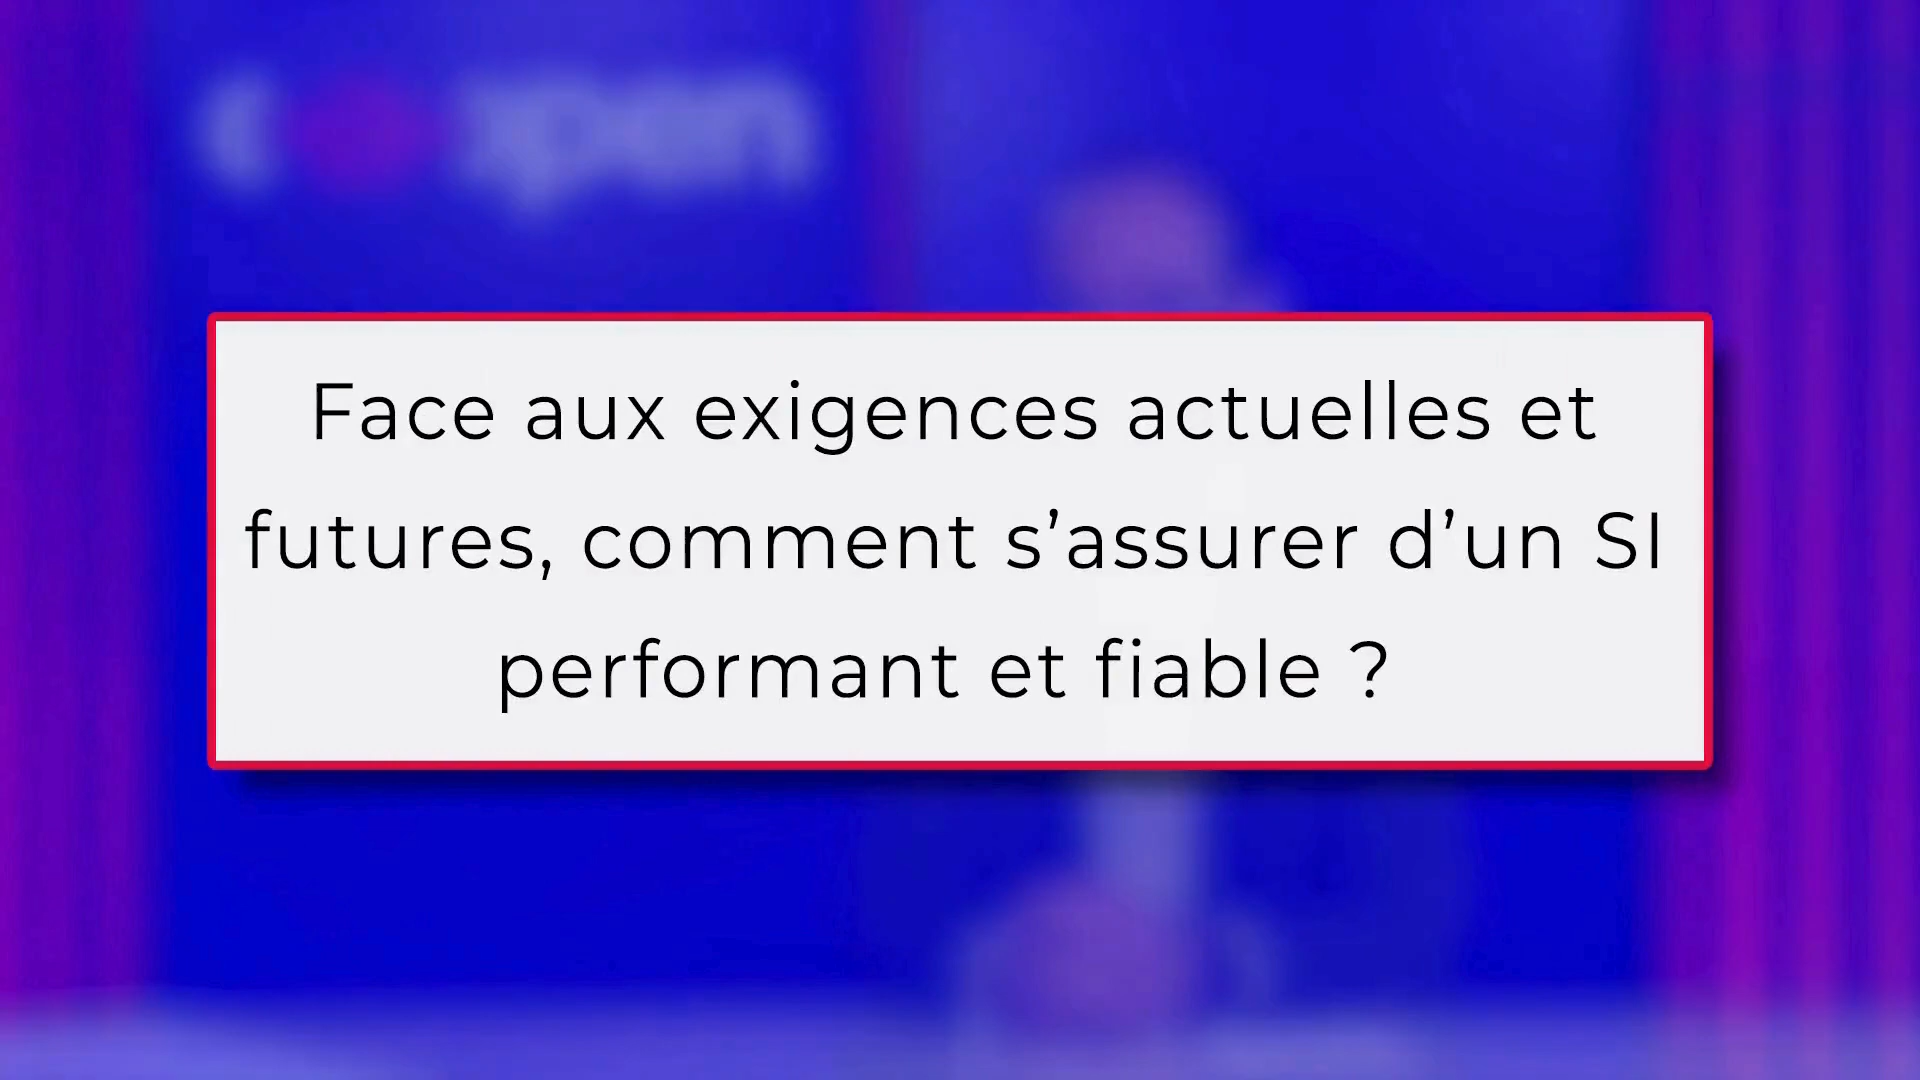 Face aux exigences actuelles et
futures, comment s’assurer d’un SI
performant et fiable ?